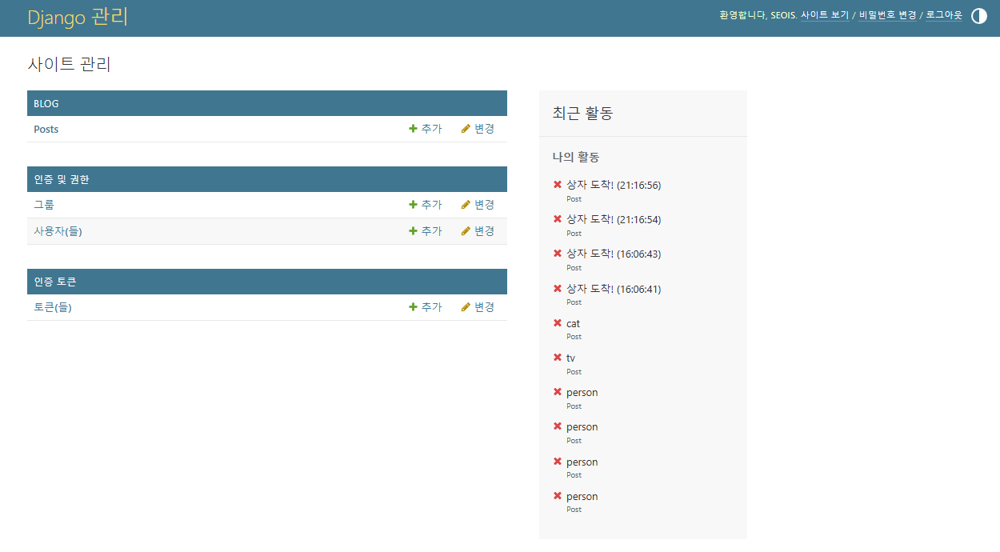 Django 관리
환영합니다, SEOIS. 사이트 보기 / 비밀번호 변경 / 로그아웃
사이트 관리
BLOG
Posts 추가 변경
인증 및 권한
그룹 추가 변경
사용자(들) 추가 변경
인증 토큰
토큰(들) 추가 변경
최근 활동
나의 활동
상자 도착! (21:16:56)
Post
상자 도착! (21:16:54)
Post
상자 도착! (16:06:43)
Post
상자 도착! (16:06:41)
Post
cat
Post
tv
Post
person
Post
person
Post
person
Post
person
Post